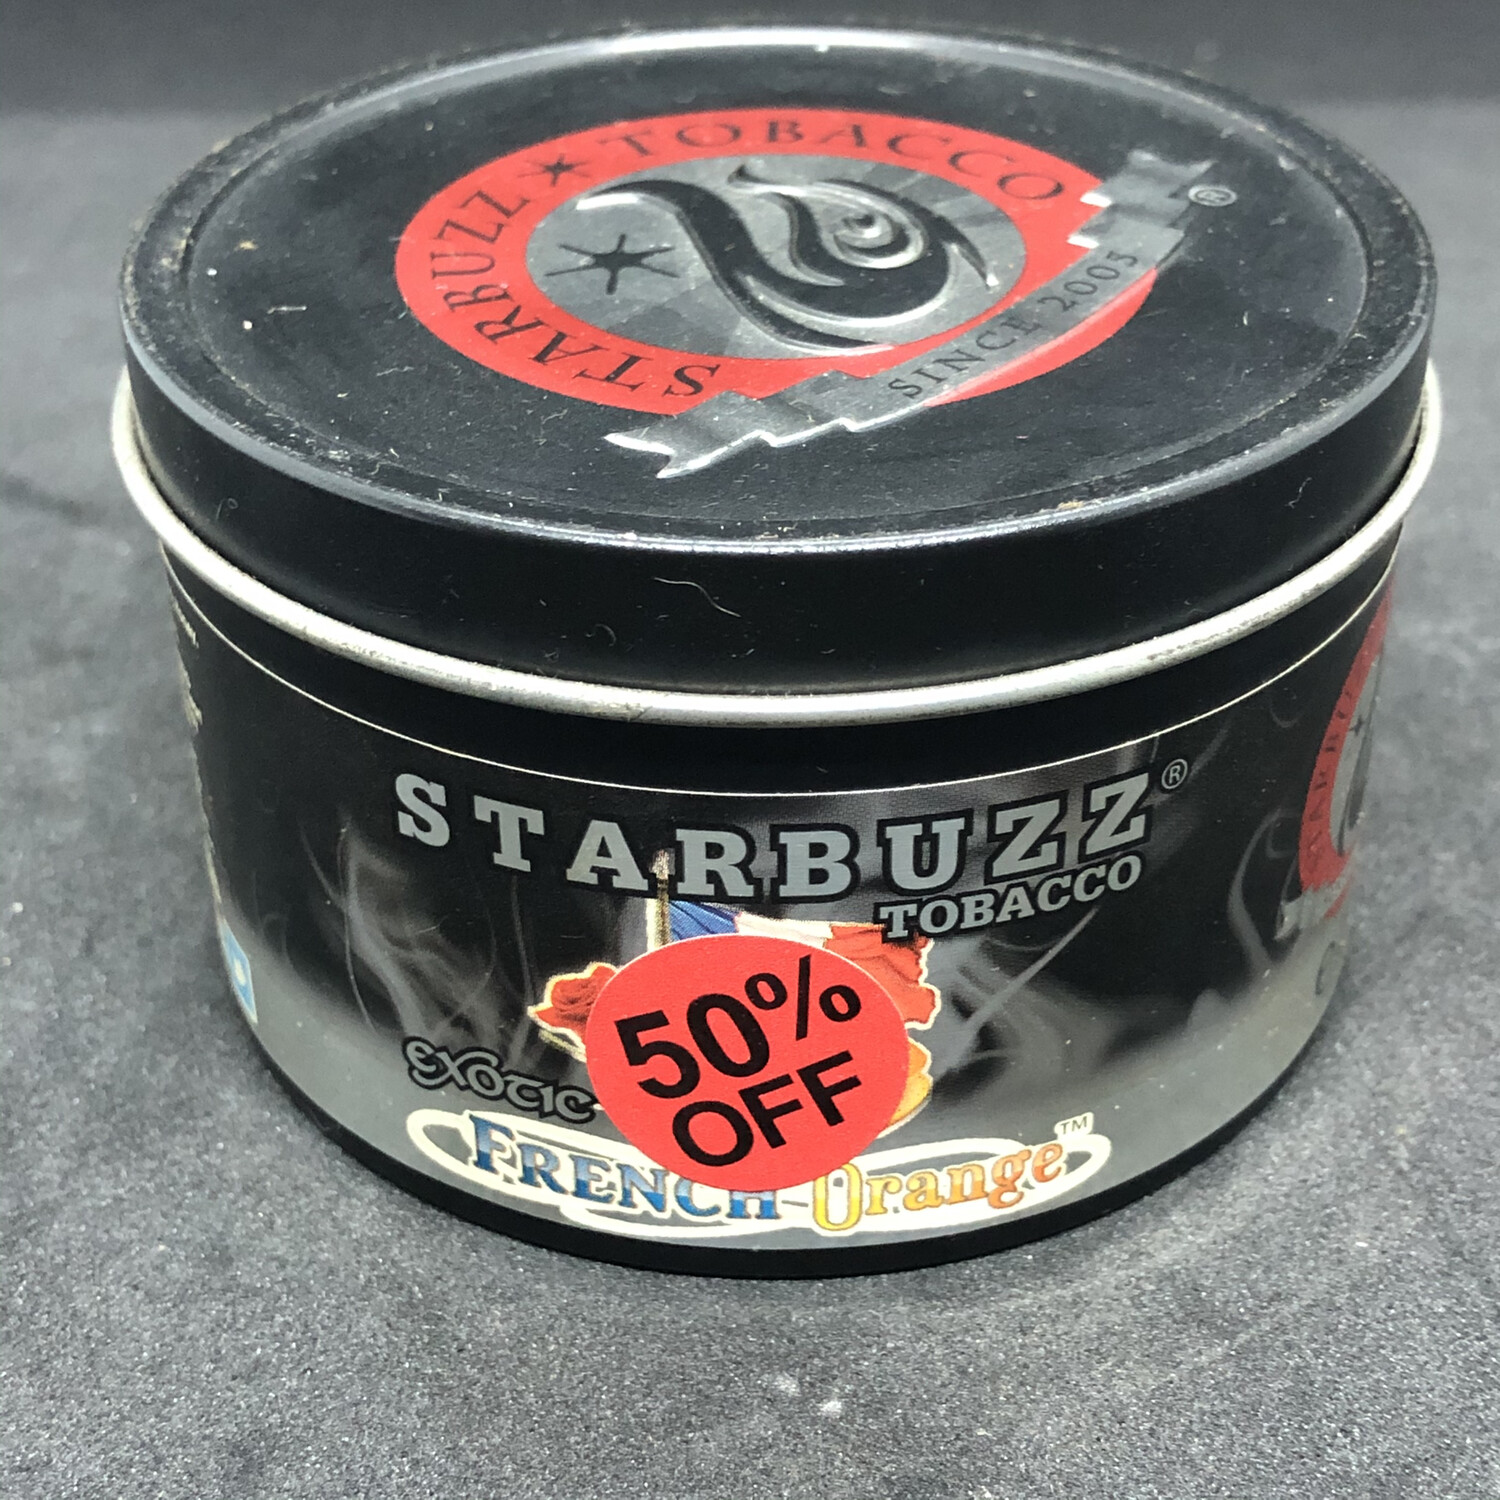 STARBUZZ ★ TOBACCO
®
SINCE 2005
STARBUZZ®
TOBACCO
EXOTIC
50%
OFF
FRENCH-Orange™